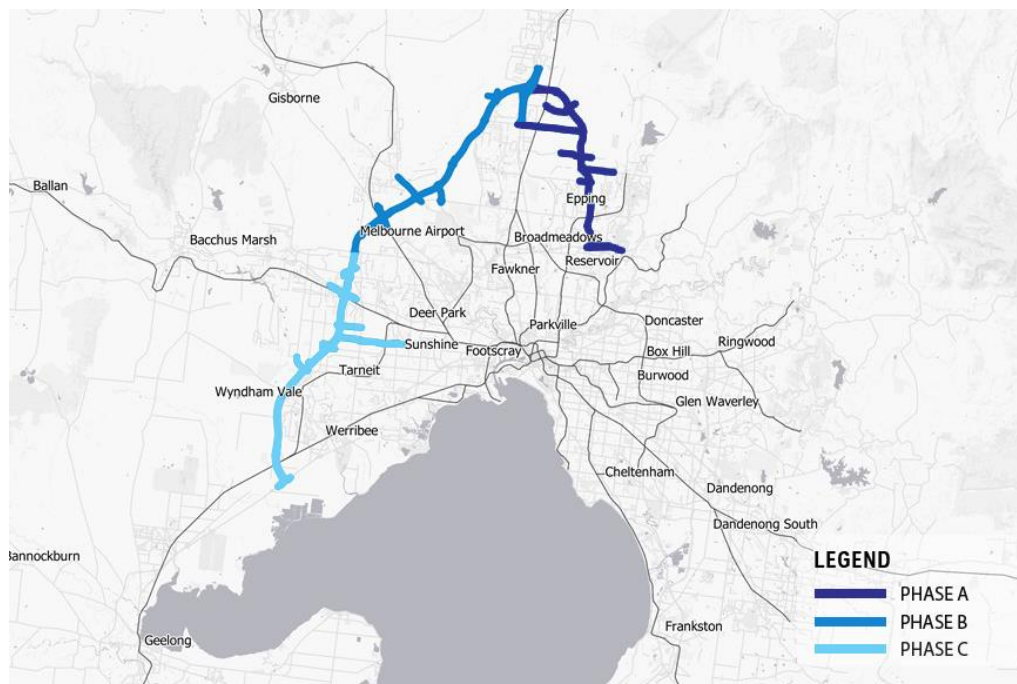 Gisborne
Ballan
Epping
Bacchus Marsh
Melbourne Airport
Broadmeadows
Reservoir
Fawkner
Deer Park
Parkville
Doncaster
Sunshine
Footscray
Box Hill
Ringwood
Tarneit
Burwood
Wyndham Vale
Glen Waverley
Werribee
Cheltenham
Dandenong
Dandenong South
Bannockburn
LEGEND
PHASE A
PHASE B
PHASE C
Frankston
Geelong